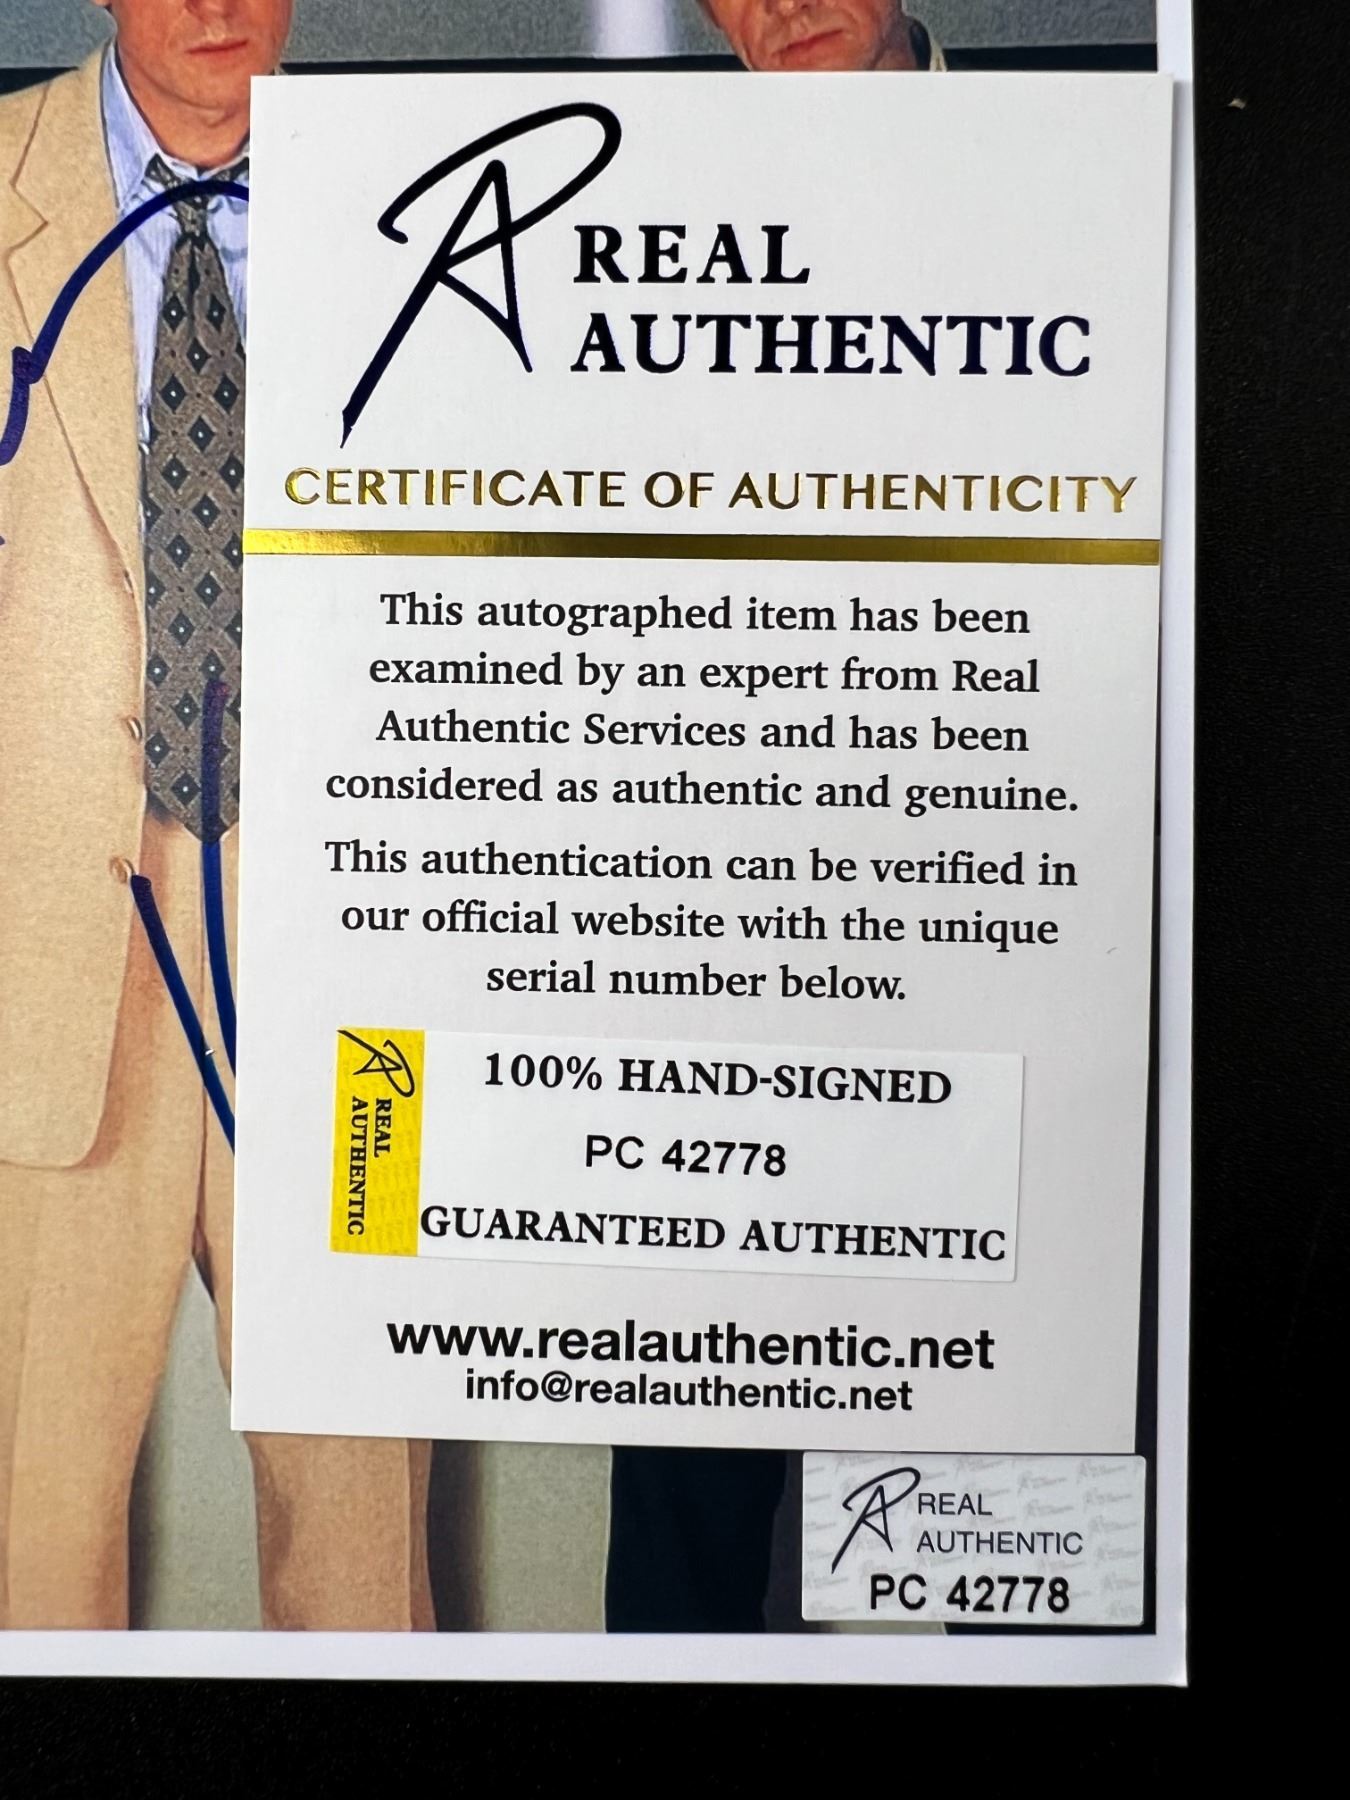 REAL
AUTHENTIC
CERTIFICATE OF AUTHENTICITY
This autographed item has been
examined by an expert from Real
Authentic Services and has been
considered as authentic and genuine.
This authentication can be verified in
our official website with the unique
serial number below.
REAL
AUTHENTIC
100% HAND-SIGNED
PC 42778
GUARANTEED AUTHENTIC
www.realauthentic.net
info@realauthentic.net
REAL
AUTHENTIC
PC 42778